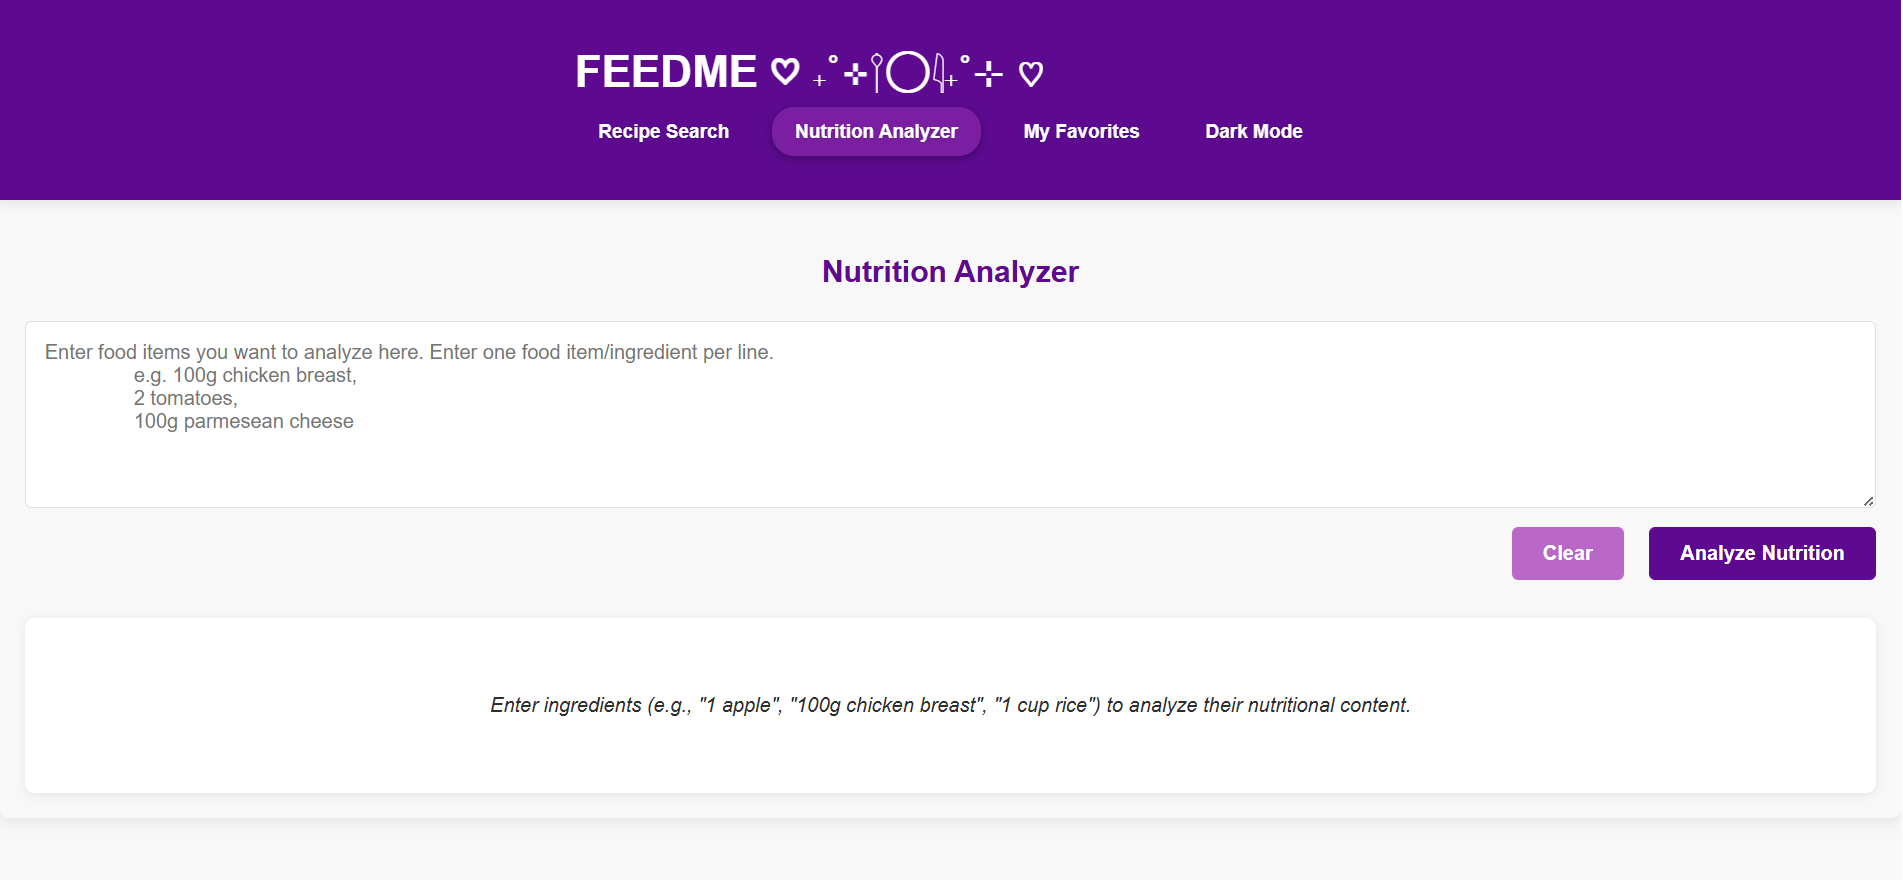 FEEDME ♡ ₊˚⊹𓌉◯𓇋₊˚⊹ ♡
Recipe Search
Nutrition Analyzer
My Favorites
Dark Mode
Nutrition Analyzer
Enter food items you want to analyze here. Enter one food item/ingredient per line.
e.g. 100g chicken breast,
2 tomatoes,
100g parmesean cheese
Clear
Analyze Nutrition
Enter ingredients (e.g., "1 apple", "100g chicken breast", "1 cup rice") to analyze their nutritional content.